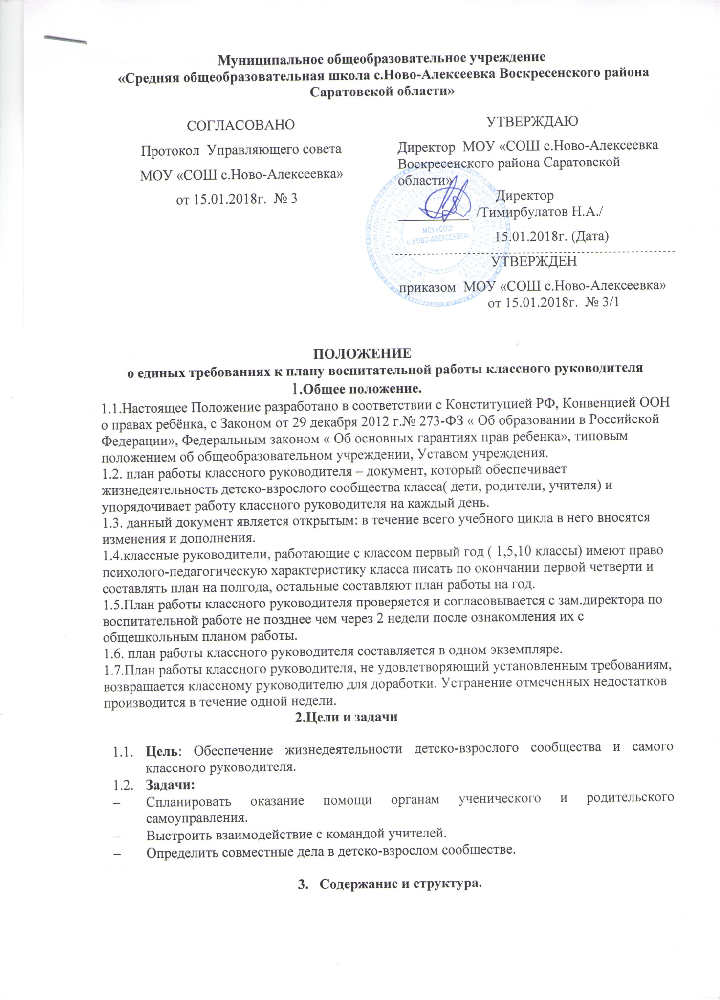 Муниципальное общеобразовательное учреждение
«Средняя общеобразовательная школа с.Ново-Алексеевка Воскресенского района
Саратовской области»
СОГЛАСОВАНО
Протокол  Управляющего совета
МОУ «СОШ с.Ново-Алексеевка»
от 15.01.2018г.  № 3
УТВЕРЖДАЮ
Директор  МОУ «СОШ с.Ново-Алексеевка
Воскресенского района Саратовской
области»
Директор
/Тимирбулатов Н.А./
15.01.2018г. (Дата)
МОУ «СОШ
с. НОВО-АЛЕКСЕЕВКА»
УТВЕРЖДЕН
приказом  МОУ «СОШ с.Ново-Алексеевка»
от 15.01.2018г.  № 3/1
ПОЛОЖЕНИЕ
о единых требованиях к плану воспитательной работы классного руководителя
1.Общее положение.
1.1.Настоящее Положение разработано в соответствии с Конституцией РФ, Конвенцией ООН
о правах ребёнка, с Законом от 29 декабря 2012 г.№ 273-ФЗ « Об образовании в Российской
Федерации», Федеральным законом « Об основных гарантиях прав ребенка», типовым
положением об общеобразовательном учреждении, Уставом учреждения.
1.2. план работы классного руководителя – документ, который обеспечивает
жизнедеятельность детско-взрослого сообщества класса( дети, родители, учителя) и
упорядочивает работу классного руководителя на каждый день.
1.3. данный документ является открытым: в течение всего учебного цикла в него вносятся
изменения и дополнения.
1.4.классные руководители, работающие с классом первый год ( 1,5,10 классы) имеют право
психолого-педагогическую характеристику класса писать по окончании первой четверти и
составлять план на полгода, остальные составляют план работы на год.
1.5.План работы классного руководителя проверяется и согласовывается с зам.директора по
воспитательной работе не позднее чем через 2 недели после ознакомления их с
общешкольным планом работы.
1.6. план работы классного руководителя составляется в одном экземпляре.
1.7.План работы классного руководителя, не удовлетворяющий установленным требованиям,
возвращается классному руководителю для доработки. Устранение отмеченных недостатков
производится в течение одной недели.
2.Цели и задачи
1.1. Цель: Обеспечение жизнедеятельности детско-взрослого сообщества и самого
классного руководителя.
1.2. Задачи:
– Спланировать оказание помощи органам ученического и родительского
самоуправления.
– Выстроить взаимодействие с командой учителей.
– Определить совместные дела в детско-взрослом сообществе.
3. Содержание и структура.